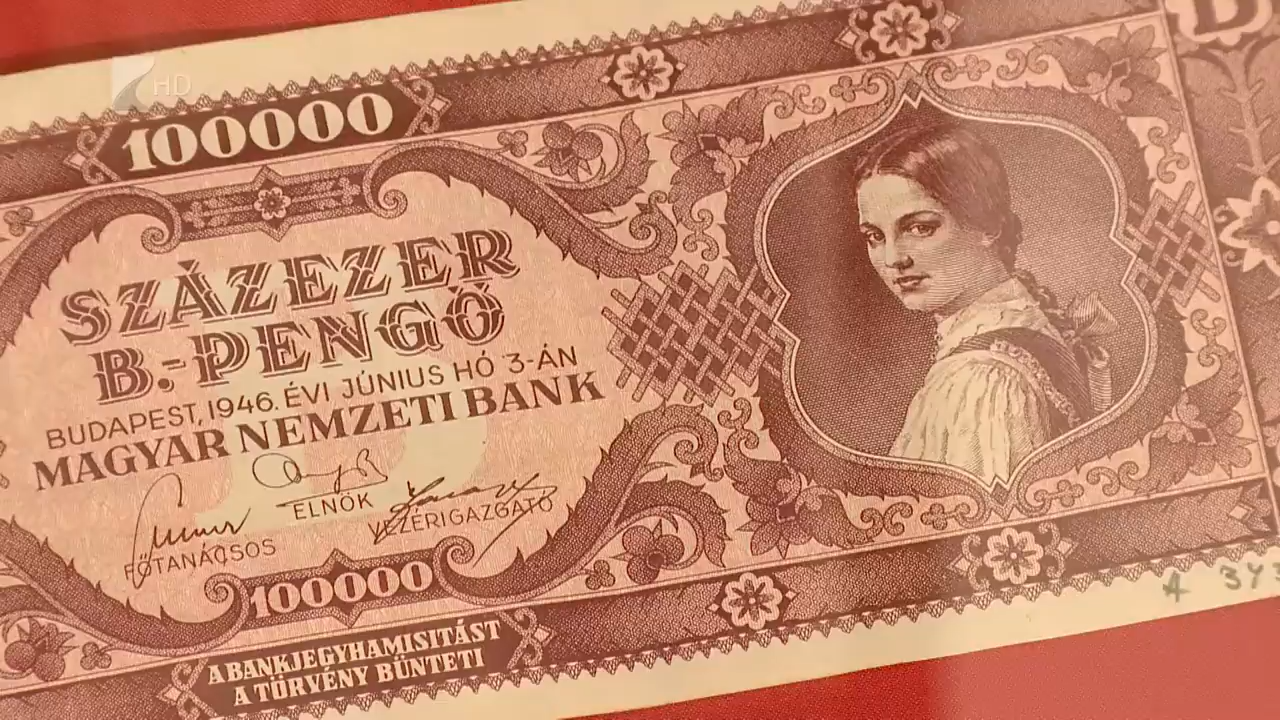 HD
100000
SZÁZEZER
B.-PENGŐ
BUDAPEST, 1946. ÉVI JÚNIUS HÓ 3-ÁN
MAGYAR NEMZETI BANK
ELNÖK
FŐTANÁCSOS
VEZÉRIGAZGATÓ
100000
A BANKJEGYHAMISITÁST
A TÖRVÉNY BÜNTETI